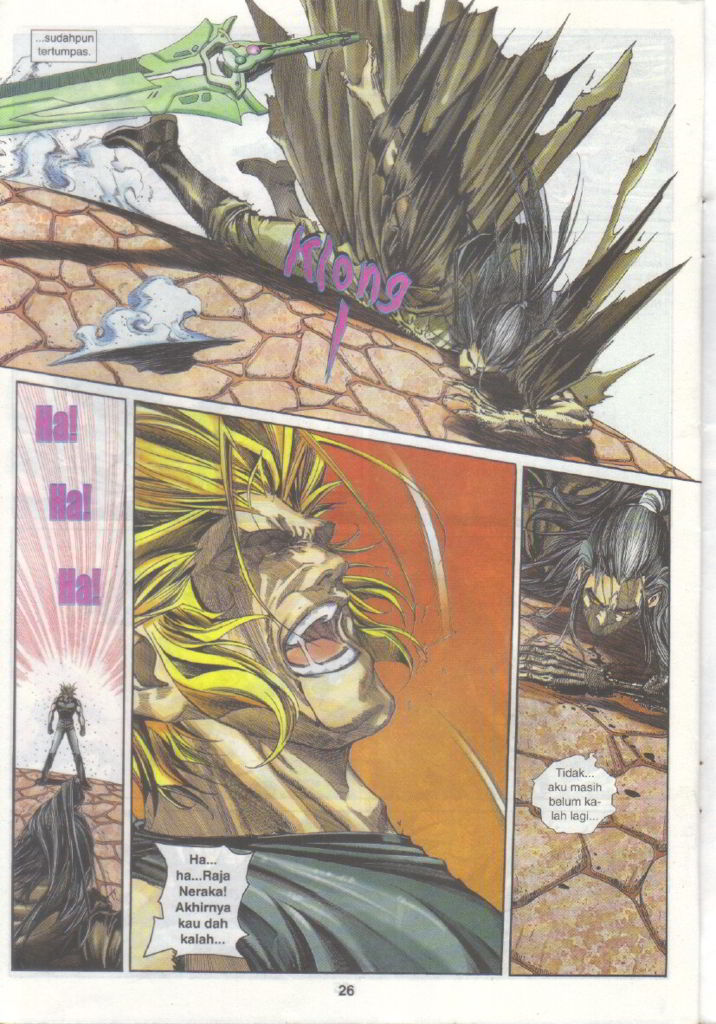 ...sudahpun
tertumpas.
Klong
!
Ha!
Ha!
Ha!
Ha...
ha...Raja
Neraka!
Akhirnya
kau dah
kalah...
Tidak...
aku masih
belum ka-
lah lagi...
26